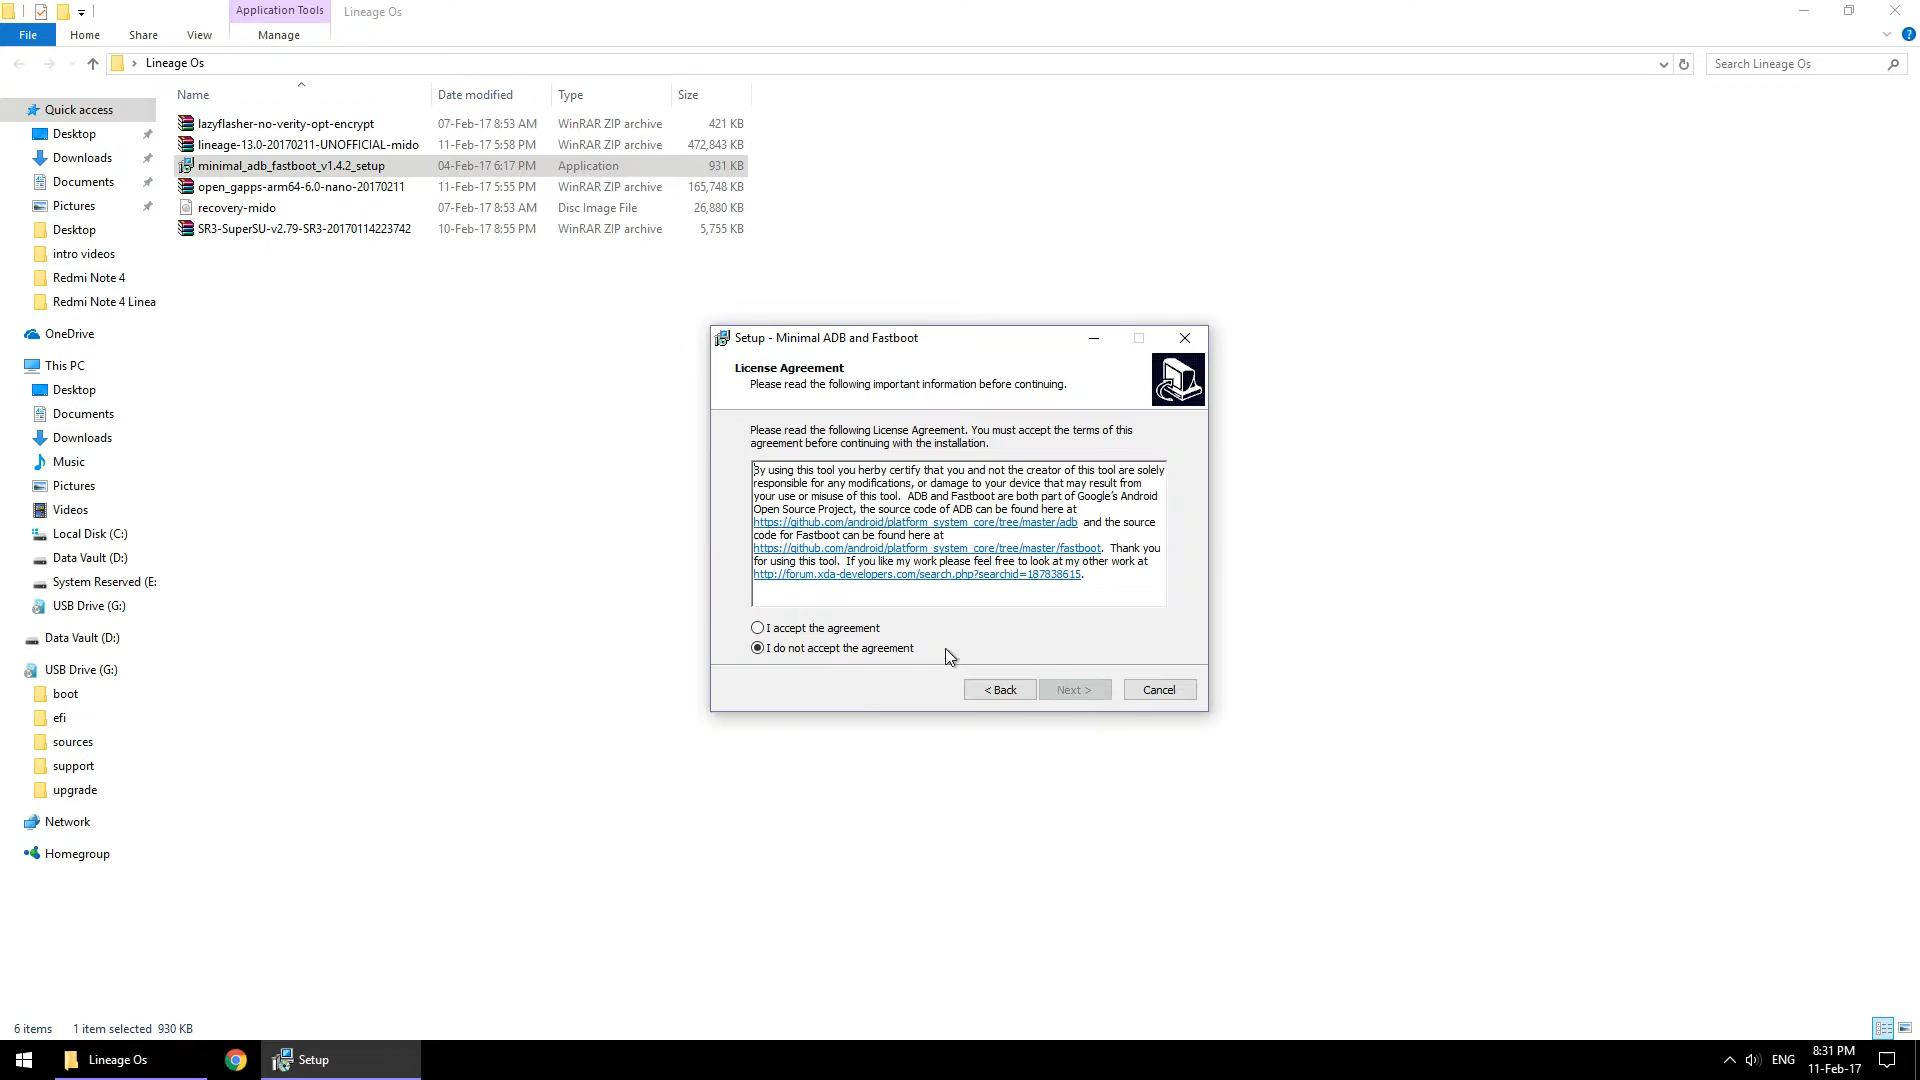 Application Tools
Lineage Os
File
Home
Share
View
Manage
Lineage Os
Search Lineage Os
Name
Date modified
Type
Size
lazyflasher-no-verity-opt-encrypt
07-Feb-17 8:53 AM
WinRAR ZIP archive
421 KB
lineage-13.0-20170211-UNOFFICIAL-mido
11-Feb-17 5:58 PM
WinRAR ZIP archive
472,843 KB
minimal_adb_fastboot_v1.4.2_setup
04-Feb-17 6:17 PM
Application
931 KB
open_gapps-arm64-6.0-nano-20170211
11-Feb-17 5:55 PM
WinRAR ZIP archive
165,748 KB
recovery-mido
07-Feb-17 8:53 AM
Disc Image File
26,880 KB
SR3-SuperSU-v2.79-SR3-20170114223742
10-Feb-17 8:55 PM
WinRAR ZIP archive
5,755 KB
Quick access
Desktop
Downloads
Documents
Pictures
Desktop
intro videos
Redmi Note 4
Redmi Note 4 Linea
OneDrive
This PC
Desktop
Documents
Downloads
Music
Pictures
Videos
Local Disk (C:)
Data Vault (D:)
System Reserved (E:
USB Drive (G:)
Data Vault (D:)
USB Drive (G:)
boot
efi
sources
support
upgrade
Network
Homegroup
Setup - Minimal ADB and Fastboot
License Agreement
Please read the following important information before continuing.
Please read the following License Agreement. You must accept the terms of this
agreement before continuing with the installation.
By using this tool you herby certify that you and not the creator of this tool are solely
responsible for any modifications, or damage to your device that may result from
your use or misuse of this tool.  ADB and Fastboot are both part of Google's Android
Open Source Project, the source code of ADB can be found here at
https://github.com/android/platform_system_core/tree/master/adb  and the source
code for Fastboot can be found here at
https://github.com/android/platform_system_core/tree/master/fastboot.  Thank you
for using this tool.  If you like my work please feel free to look at my other work at
http://forum.xda-developers.com/search.php?searchid=187838615.
I accept the agreement
I do not accept the agreement
< Back
Next >
Cancel
6 items
1 item selected  930 KB
Lineage Os
Setup
ENG
8:31 PM
11-Feb-17